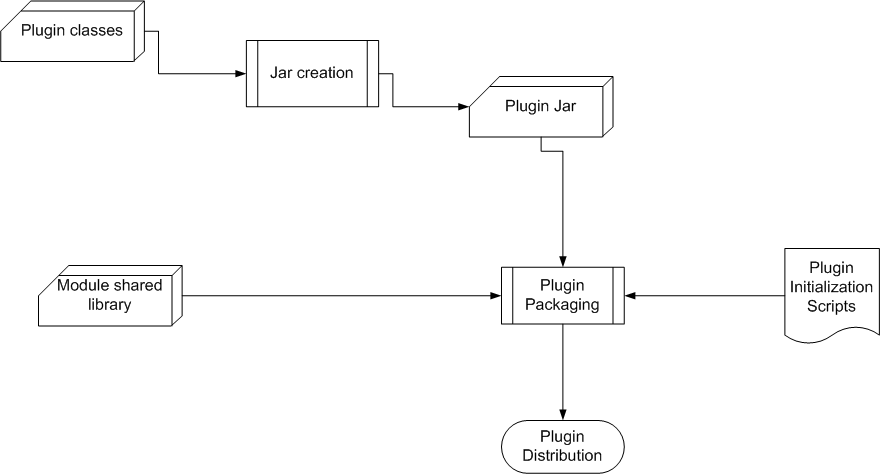 Plugin classes
Jar creation
Plugin Jar
Module shared
library
Plugin
Packaging
Plugin
Initialization
Scripts
Plugin
Distribution